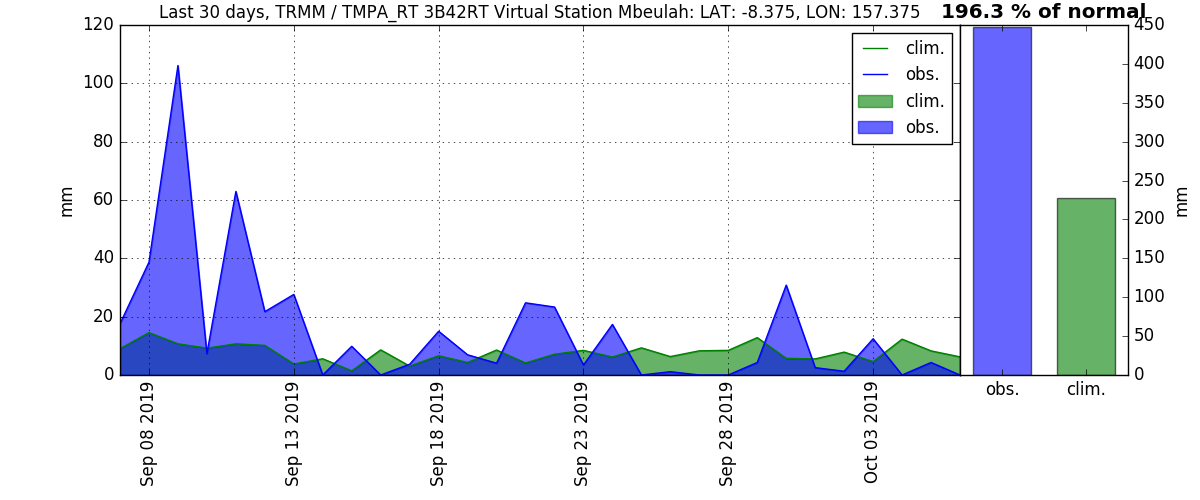 Last 30 days, TRMM / TMPA_RT 3B42RT Virtual Station Mbeulah: LAT: -8.375, LON: 157.375
196.3 % of normal
120
100
80
60
40
20
0
mm
clim.
obs.
clim.
obs.
Sep 08 2019
Sep 13 2019
Sep 18 2019
Sep 23 2019
Sep 28 2019
Oct 03 2019
450
400
350
300
250
200
150
100
50
0
mm
obs.
clim.